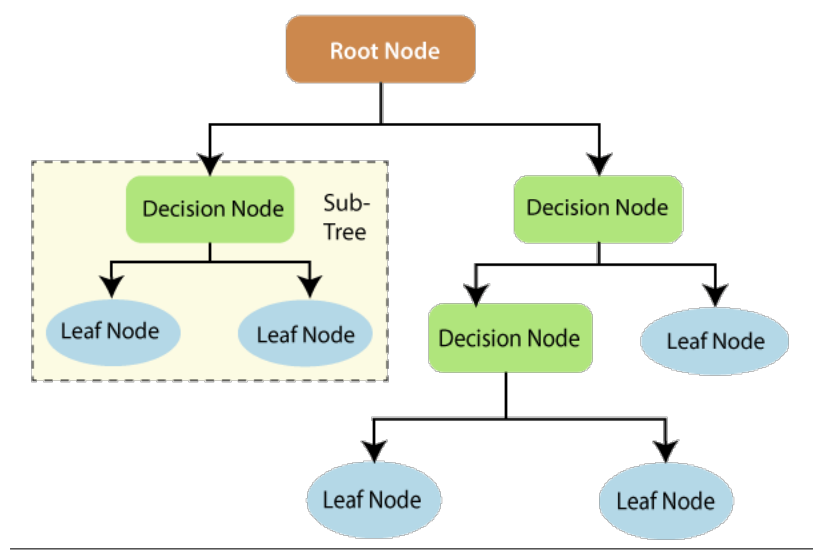 Root Node
Decision Node
Sub-
Tree
Decision Node
Leaf Node
Leaf Node
Decision Node
Leaf Node
Leaf Node
Leaf Node